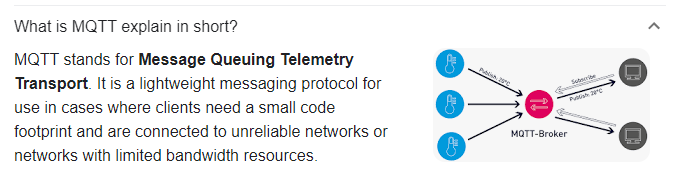 What is MQTT explain in short?
MQTT stands for Message Queuing Telemetry
Transport. It is a lightweight messaging protocol for
use in cases where clients need a small code
footprint and are connected to unreliable networks or
networks with limited bandwidth resources.
Publish, 20°C
Subscribe
Publish, 20°C
MQTT-Broker